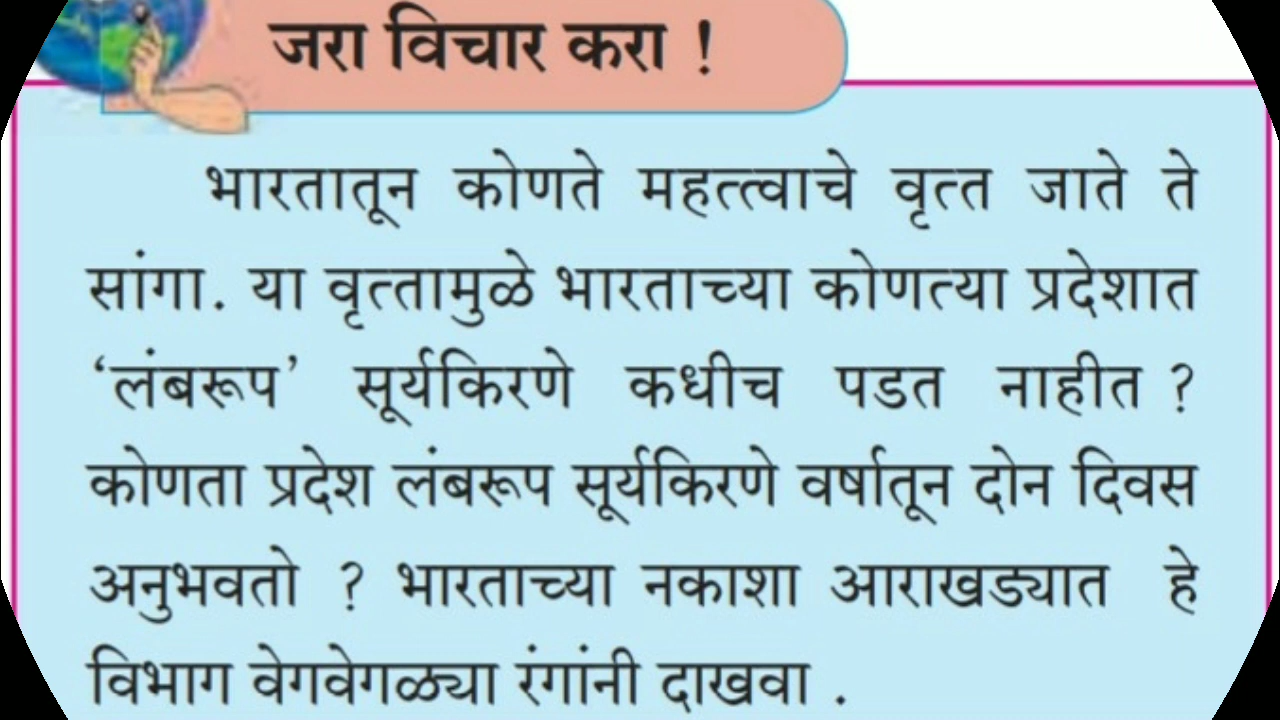 जरा विचार करा !
भारतातून कोणते महत्त्वाचे वृत्त जाते ते
सांगा. या वृत्तामुळे भारताच्या कोणत्या प्रदेशात
‘लंबरूप’ सूर्यकिरणे कधीच पडत नाहीत ?
कोणता प्रदेश लंबरूप सूर्यकिरणे वर्षातून दोन दिवस
अनुभवतो ? भारताच्या नकाशा आराखड्यात हे
विभाग वेगवेगळ्या रंगांनी दाखवा .